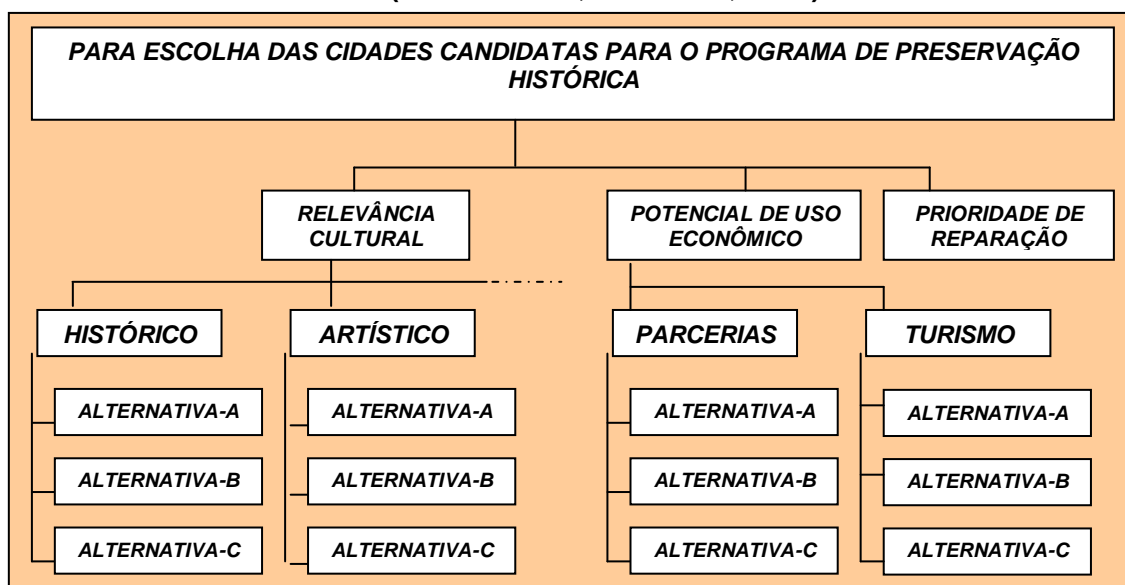 PARA ESCOLHA DAS CIDADES CANDIDATAS PARA O PROGRAMA DE PRESERVAÇÃO
HISTÓRICA
RELEVÂNCIA
CULTURAL
POTENCIAL DE USO
ECONÔMICO
PRIORIDADE DE
REPARAÇÃO
HISTÓRICO
ARTÍSTICO
PARCERIAS
TURISMO
ALTERNATIVA-A
ALTERNATIVA-A
ALTERNATIVA-A
ALTERNATIVA-A
ALTERNATIVA-B
ALTERNATIVA-B
ALTERNATIVA-B
ALTERNATIVA-B
ALTERNATIVA-C
ALTERNATIVA-C
ALTERNATIVA-C
ALTERNATIVA-C